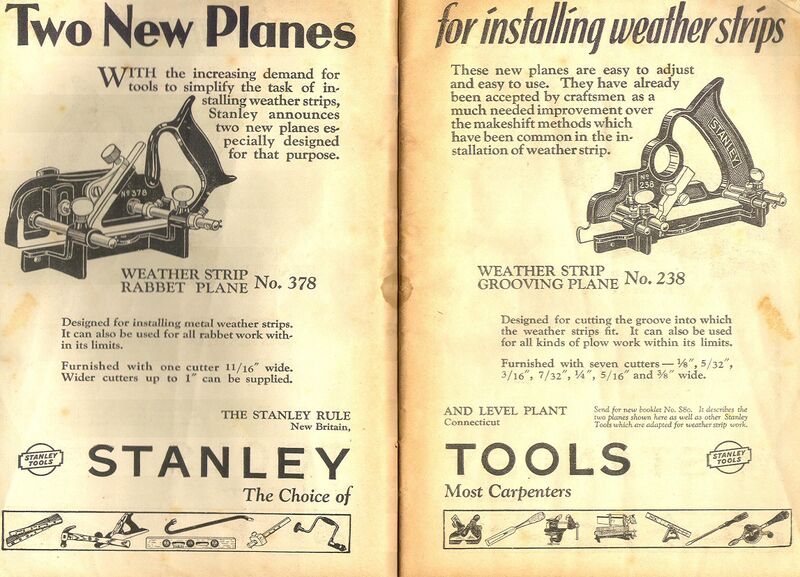 Two New Planes
for installing weather strips
WITH the increasing demand for
tools to simplify the task of in-
stalling weather strips,
Stanley announces
two new planes es-
pecially designed
for that purpose.
No 378
WEATHER STRIP
RABBET PLANE No. 378
Designed for installing metal weather strips.
It can also be used for all rabbet work with-
in its limits.
Furnished with one cutter 11/16″ wide.
Wider cutters up to 1″ can be supplied.
These new planes are easy to adjust
and easy to use. They have already
been accepted by craftsmen as a
much needed improvement over
the makeshift methods which
have been common in the in-
stallation of weather strip.
STANLEY
No
238
WEATHER STRIP
GROOVING PLANE No. 238
Designed for cutting the groove into which
the weather strips fit. It can also be used
for all kinds of plow work within its limits.
Furnished with seven cutters—⅛″, 5/32″,
3/16″, 7/32″, ¼″, 5/16″ and ⅜″ wide.
THE STANLEY RULE
New Britain,
AND LEVEL PLANT
Connecticut
Send for new booklet No. S80. It describes the
two planes shown here as well as other Stanley
Tools which are adapted for weather strip work.
STANLEY
TOOLS
STANLEY TOOLS
STANLEY
TOOLS
The Choice of Most Carpenters